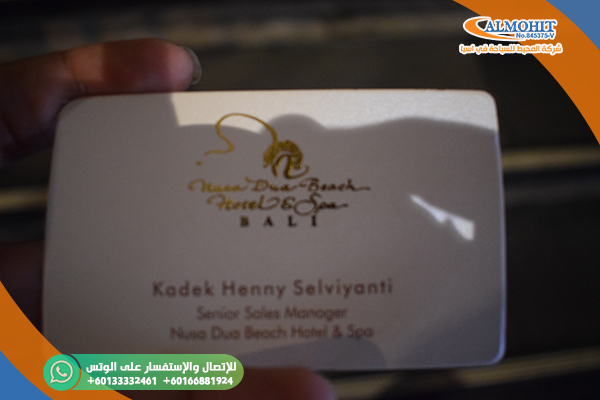 ALMOHIT
No.845375-V
شركة المحيط للسياحة في اسيا
Nusa Dua Beach
Hotel & Spa
BALI
Kadek Henny Selviyanti
Senior Sales Manager
Nusa Dua Beach Hotel & Spa
للإتصال والإستفسار على الوتس
+60133332461 +60166881924